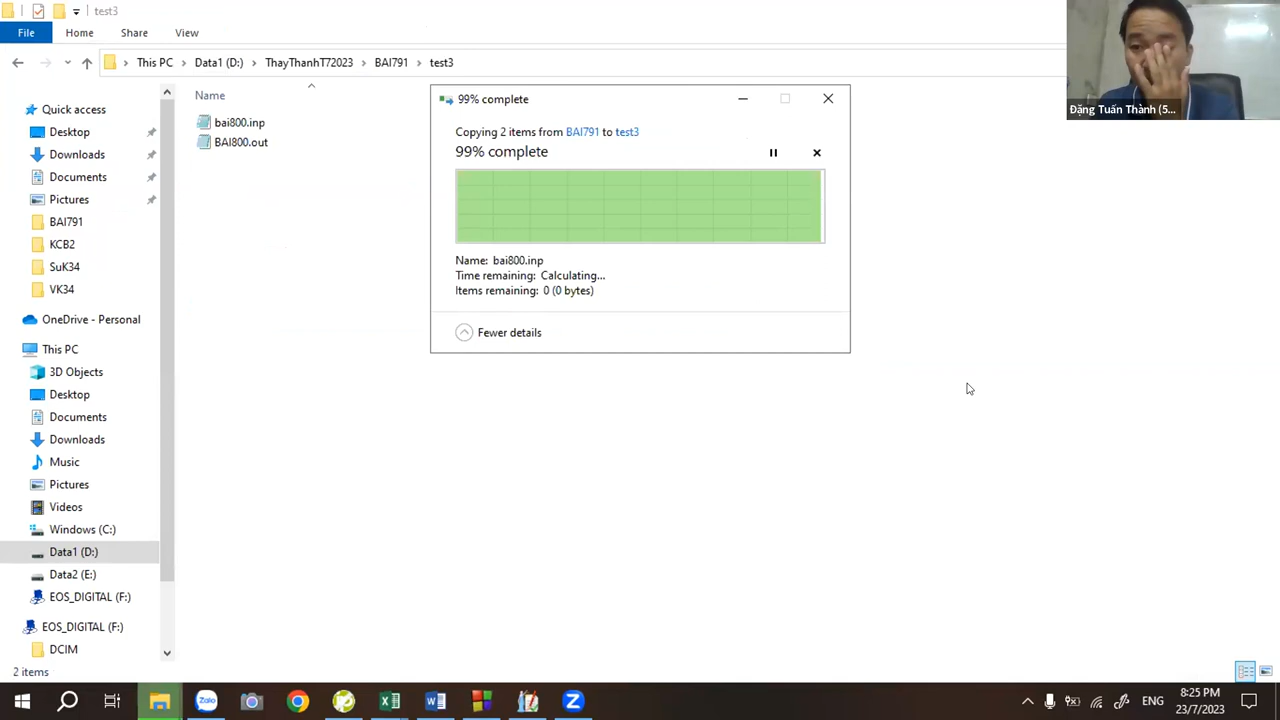 test3
File Home Share View
This PC Data1 (D:) ThayThanhT72023 BAI791 test3
Đặng Tuấn Thành (5...
Quick access
Desktop
Downloads
Documents
Pictures
BAI791
KCB2
SuK34
VK34
OneDrive - Personal
This PC
3D Objects
Desktop
Documents
Downloads
Music
Pictures
Videos
Windows (C:)
Data1 (D:)
Data2 (E:)
EOS_DIGITAL (F:)
EOS_DIGITAL (F:)
DCIM
Name
bai800.inp
BAI800.out
99% complete
Copying 2 items from BAI791 to test3
99% complete
Name: bai800.inp
Time remaining: Calculating...
Items remaining: 0 (0 bytes)
Fewer details
2 items
Zalo
ENG
8:25 PM
23/7/2023